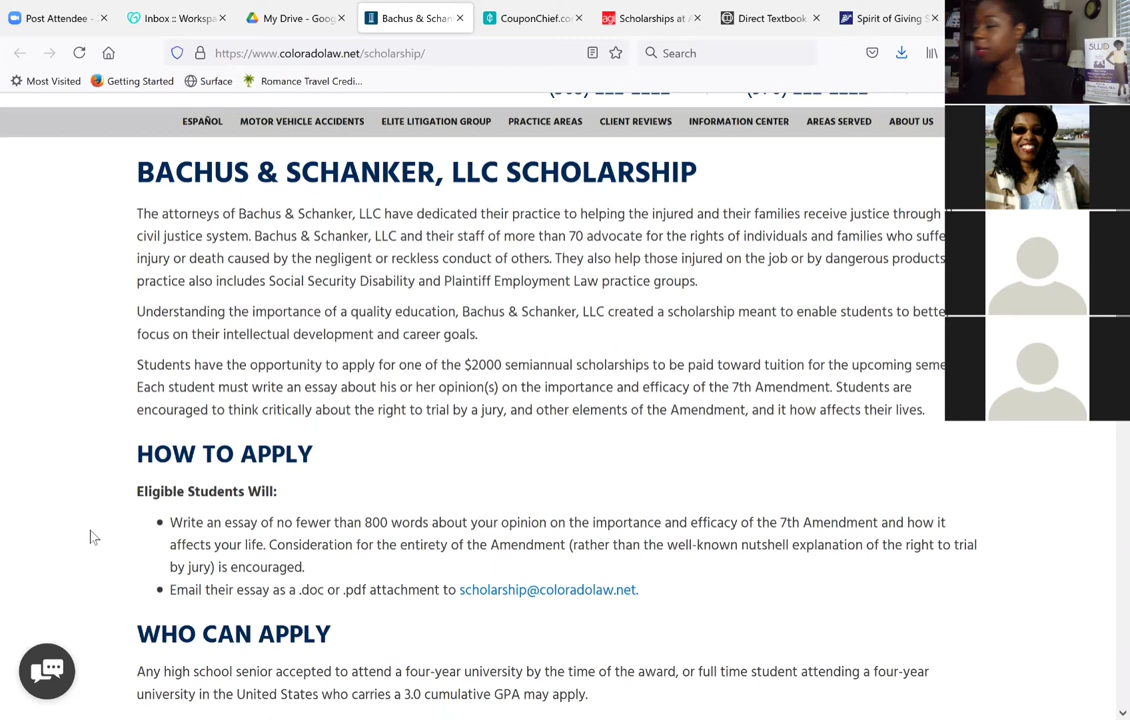 Post Attendee -
Inbox :: Workspa
My Drive - Goog
Bachus & Schan
CouponChief.co
Scholarships at
Direct Textbook
Spirit of Giving S
https://www.coloradolaw.net/scholarship/
Search
Most Visited
Getting Started
Surface
Romance Travel Credi...
ESPAÑOL
MOTOR VEHICLE ACCIDENTS
ELITE LITIGATION GROUP
PRACTICE AREAS
CLIENT REVIEWS
INFORMATION CENTER
AREAS SERVED
ABOUT US
BACHUS & SCHANKER, LLC SCHOLARSHIP
The attorneys of Bachus & Schanker, LLC have dedicated their practice to helping the injured and their families receive justice through
civil justice system. Bachus & Schanker, LLC and their staff of more than 70 advocate for the rights of individuals and families who suffe
injury or death caused by the negligent or reckless conduct of others. They also help those injured on the job or by dangerous products
practice also includes Social Security Disability and Plaintiff Employment Law practice groups.
Understanding the importance of a quality education, Bachus & Schanker, LLC created a scholarship meant to enable students to bette
focus on their intellectual development and career goals.
Students have the opportunity to apply for one of the $2000 semiannual scholarships to be paid toward tuition for the upcoming seme
Each student must write an essay about his or her opinion(s) on the importance and efficacy of the 7th Amendment. Students are
encouraged to think critically about the right to trial by a jury, and other elements of the Amendment, and it how affects their lives.
HOW TO APPLY
Eligible Students Will:
Write an essay of no fewer than 800 words about your opinion on the importance and efficacy of the 7th Amendment and how it
affects your life. Consideration for the entirety of the Amendment (rather than the well-known nutshell explanation of the right to trial
by jury) is encouraged.
Email their essay as a .doc or .pdf attachment to scholarship@coloradolaw.net.
WHO CAN APPLY
Any high school senior accepted to attend a four-year university by the time of the award, or full time student attending a four-year
university in the United States who carries a 3.0 cumulative GPA may apply.